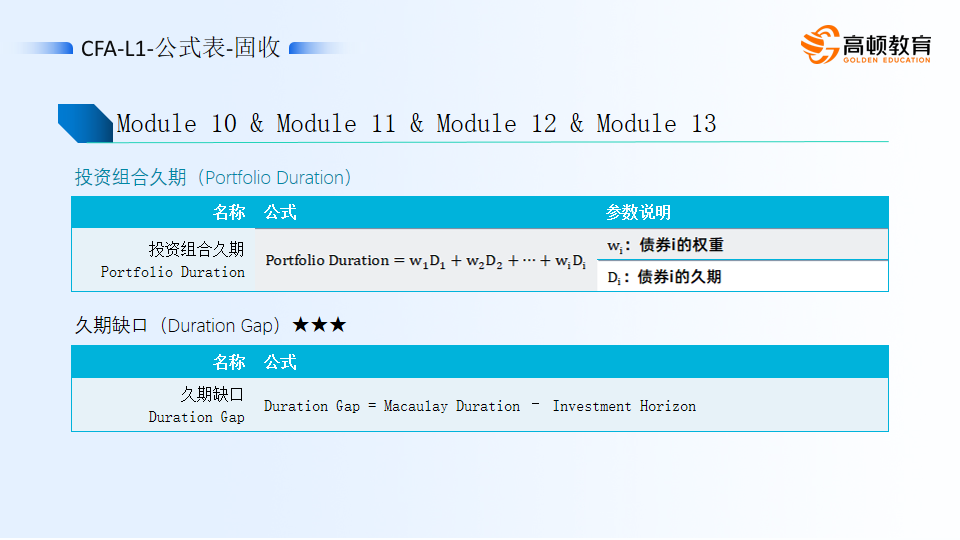 CFA-L1-公式表-固收
高顿教育
GOLDEN EDUCATION
Module 10 & Module 11 & Module 12 & Module 13
投资组合久期（Portfolio Duration）
名称 公式 参数说明
投资组合久期
Portfolio Duration
Portfolio Duration = w₁D₁ + w₂D₂ + ⋯ + wᵢDᵢ
wᵢ：债券i的权重
Dᵢ：债券i的久期
久期缺口（Duration Gap）★★★
名称 公式
久期缺口
Duration Gap
Duration Gap = Macaulay Duration − Investment Horizon